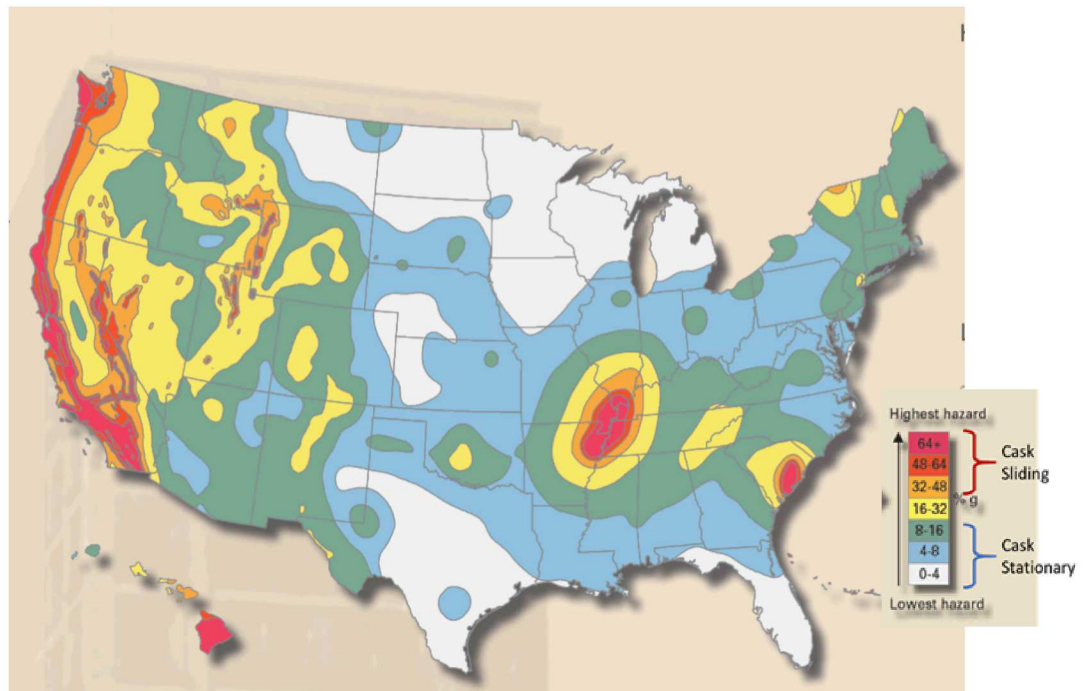 Highest hazard
64+
48-64
32-48
% g
16-32
8-16
4-8
0-4
Lowest hazard
Cask
Sliding
Cask
Stationary